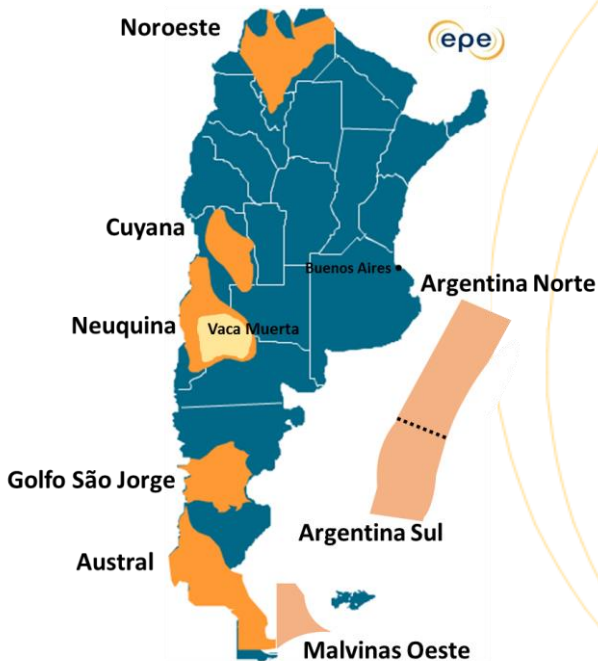 Noroeste
epe
Cuyana
Buenos Aires
Argentina Norte
Neuquina
Vaca Muerta
Golfo São Jorge
Argentina Sul
Austral
Malvinas Oeste